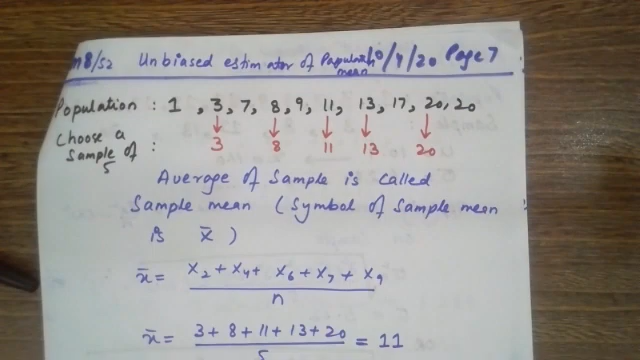 8/52 Unbiased estimator of Population mean 10/4/20 Page 7
Population : 1, 3, 7, 8, 9, 11, 13, 17, 20, 20
Choose a Sample of 5 : 3 8 11 13 20
Average of Sample is called
Sample mean (Symbol of Sample mean
is x̄ )
x̄ = x₂ + x₄ + x₆ + x₇ + x₉ / n
x̄ = 3 + 8 + 11 + 13 + 20 / 5 = 11